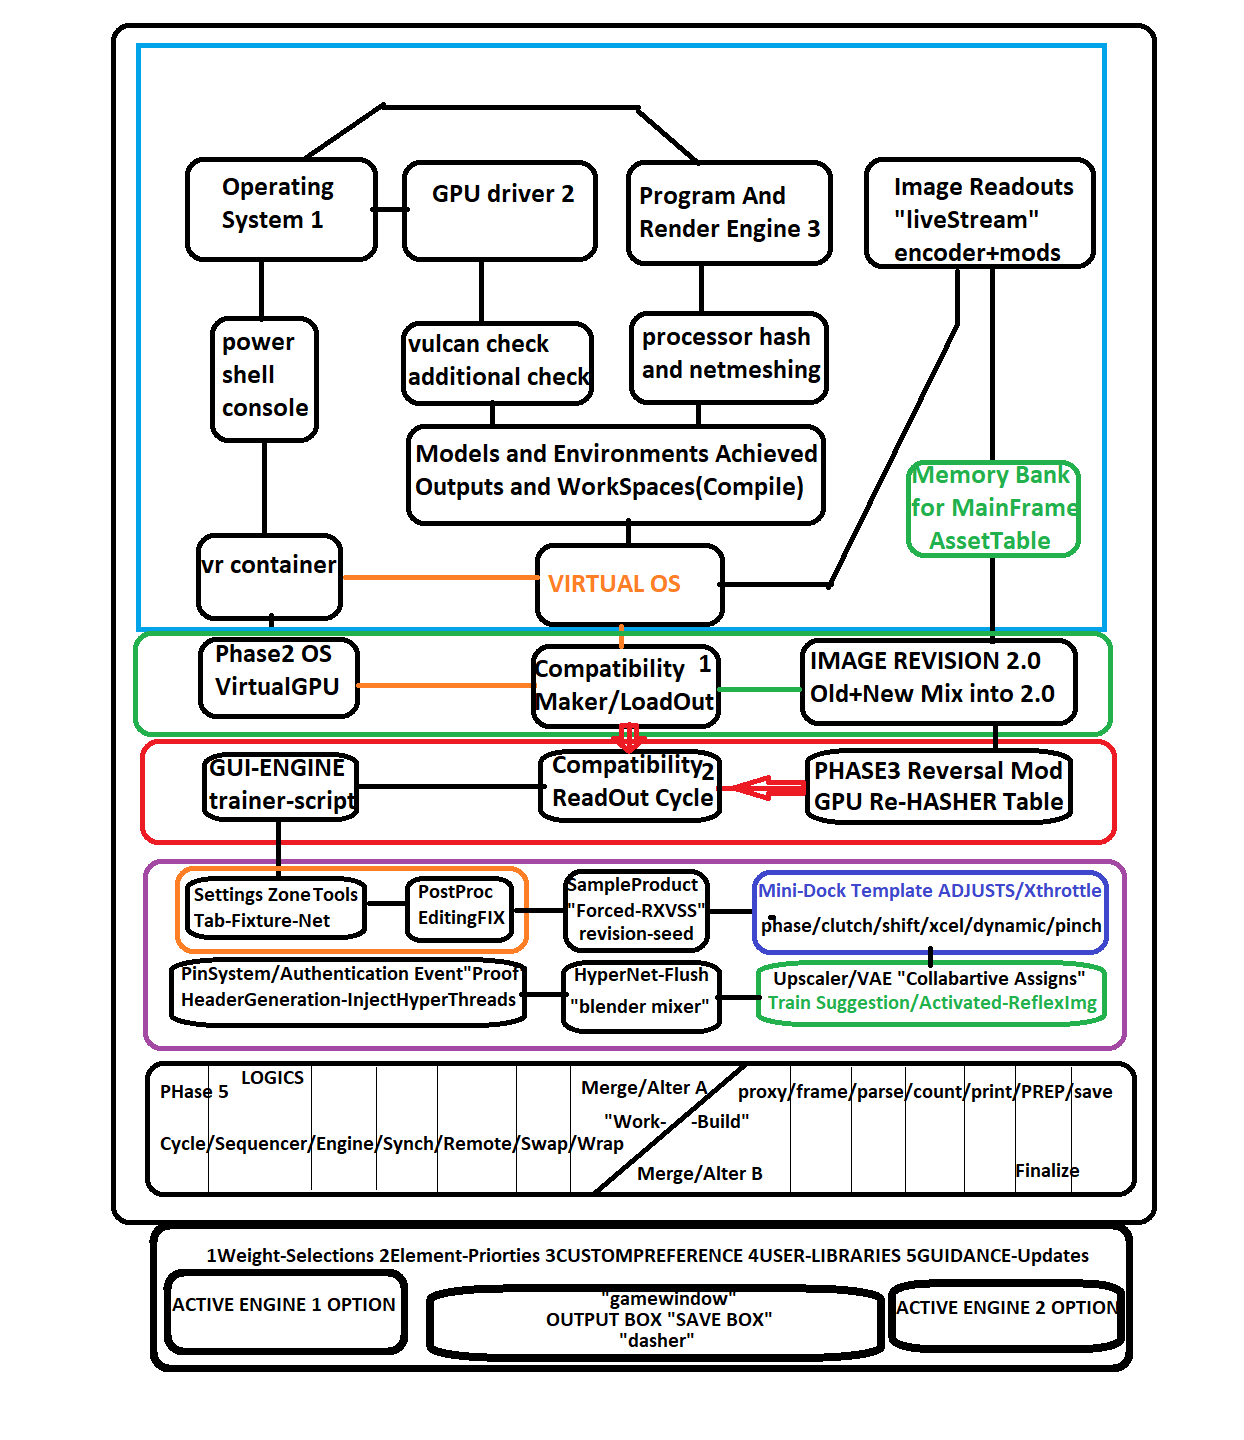 Operating
System 1
GPU driver 2
Program And
Render Engine 3
Image Readouts
"liveStream"
encoder+mods
power
shell
console
vulcan check
additional check
processor hash
and netmeshing
Models and Environments Achieved
Outputs and WorkSpaces(Compile)
Memory Bank
for MainFrame
AssetTable
vr container
VIRTUAL OS
Phase2 OS
VirtualGPU
Compatibility 1
Maker/LoadOut
IMAGE REVISION 2.0
Old+New Mix into 2.0
GUI-ENGINE
trainer-script
Compatibility 2
ReadOut Cycle
PHASE3 Reversal Mod
GPU Re-HASHER Table
Settings Zone Tools
Tab-Fixture-Net
PostProc
EditingFIX
SampleProduct
"Forced-RXVSS"
revision-seed
Mini-Dock Template ADJUSTS/Xthrottle
phase/clutch/shift/xcel/dynamic/pinch
PinSystem/Authentication Event"Proof"
HeaderGeneration-InjectHyperThreads
HyperNet-Flush
"blender mixer"
Upscaler/VAE "Collabartive Assigns"
Train Suggestion/Activated-ReflexImg
PHase 5
LOGICS
Cycle/Sequencer/Engine/Synch/Remote/Swap/Wrap
Merge/Alter A
"Work- -Build"
Merge/Alter B
proxy/frame/parse/count/print/PREP/save
Finalize
1Weight-Selections 2Element-Priorties 3CUSTOMPREFERENCE 4USER-LIBRARIES 5GUIDANCE-Updates
ACTIVE ENGINE 1 OPTION
"gamewindow"
OUTPUT BOX "SAVE BOX"
"dasher"
ACTIVE ENGINE 2 OPTION